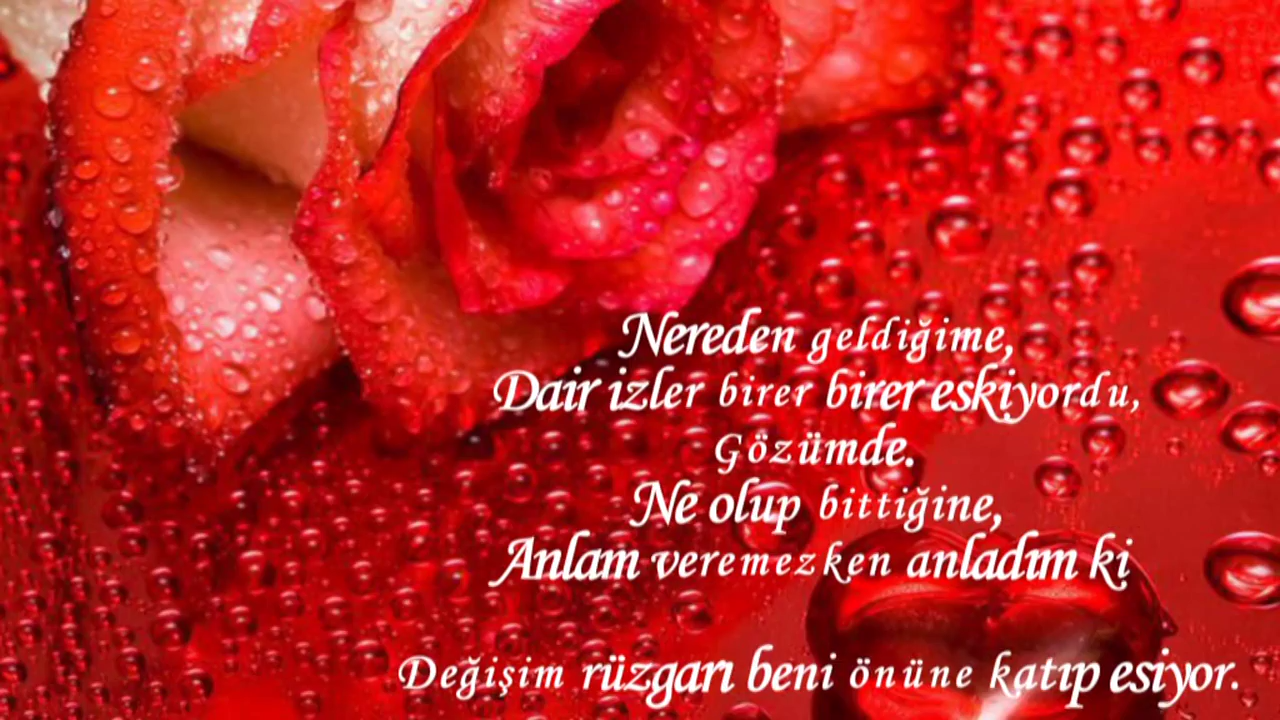 Nereden geldiğime,
Dair izler birer birer eskiyordu,
Gözümde.
Ne olup bittiğine,
Anlam veremezken anladım ki
Değişim rüzgarı beni önüne katıp esiyor.